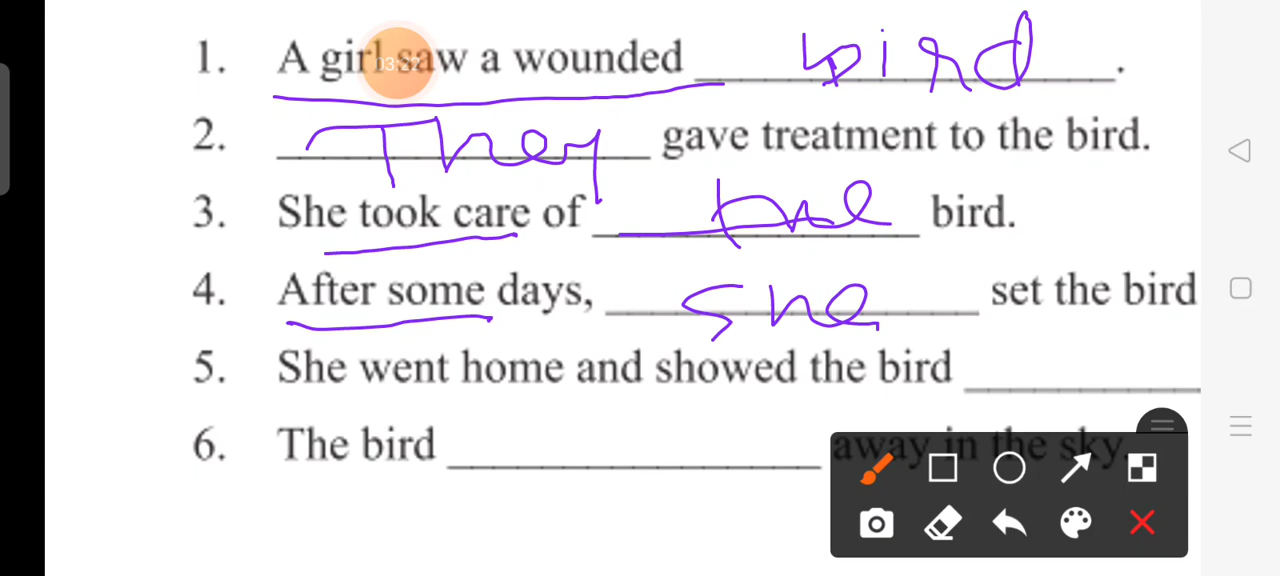 1. A girl saw a wounded bird.
2. They gave treatment to the bird.
3. She took care of the bird.
4. After some days, she set the bird
5. She went home and showed the bird
6. The bird away in the sky.